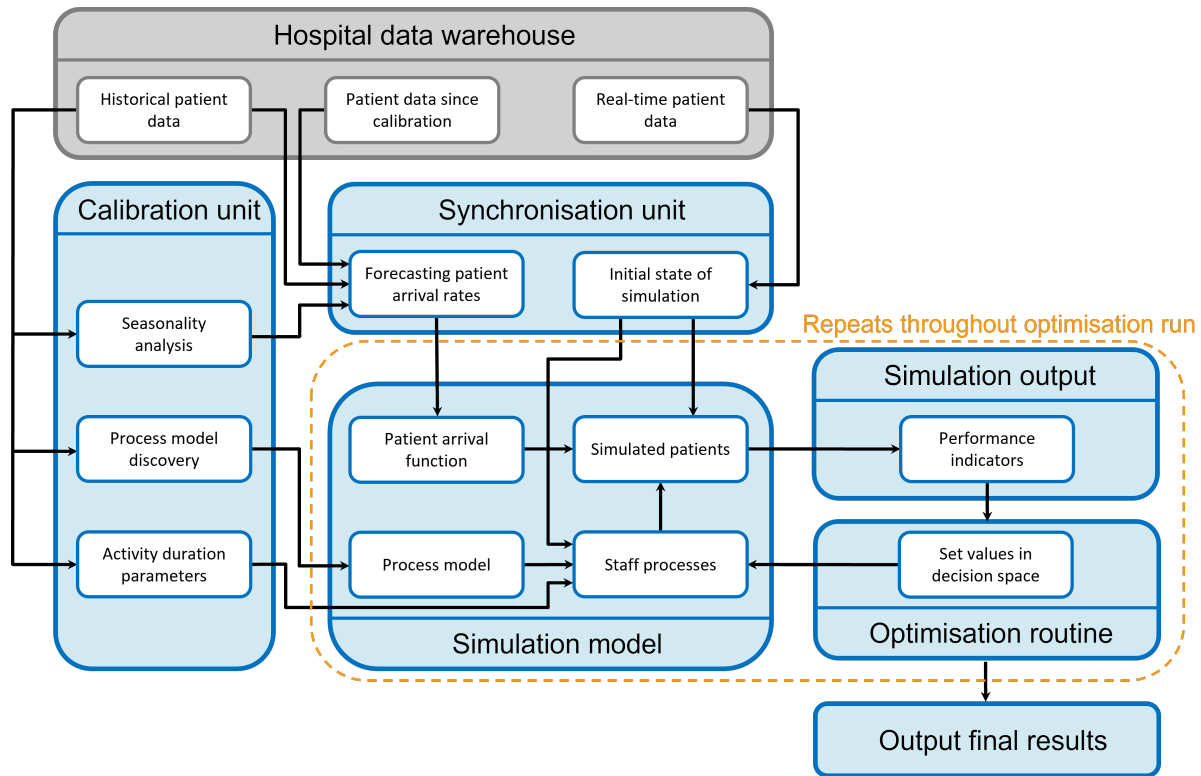 Hospital data warehouse
Historical patient
data
Patient data since
calibration
Real-time patient
data
Calibration unit
Seasonality
analysis
Process model
discovery
Activity duration
parameters
Synchronisation unit
Forecasting patient
arrival rates
Initial state of
simulation
Repeats throughout optimisation run
Patient arrival
function
Simulated patients
Process model
Staff processes
Simulation model
Simulation output
Performance
indicators
Set values in
decision space
Optimisation routine
Output final results